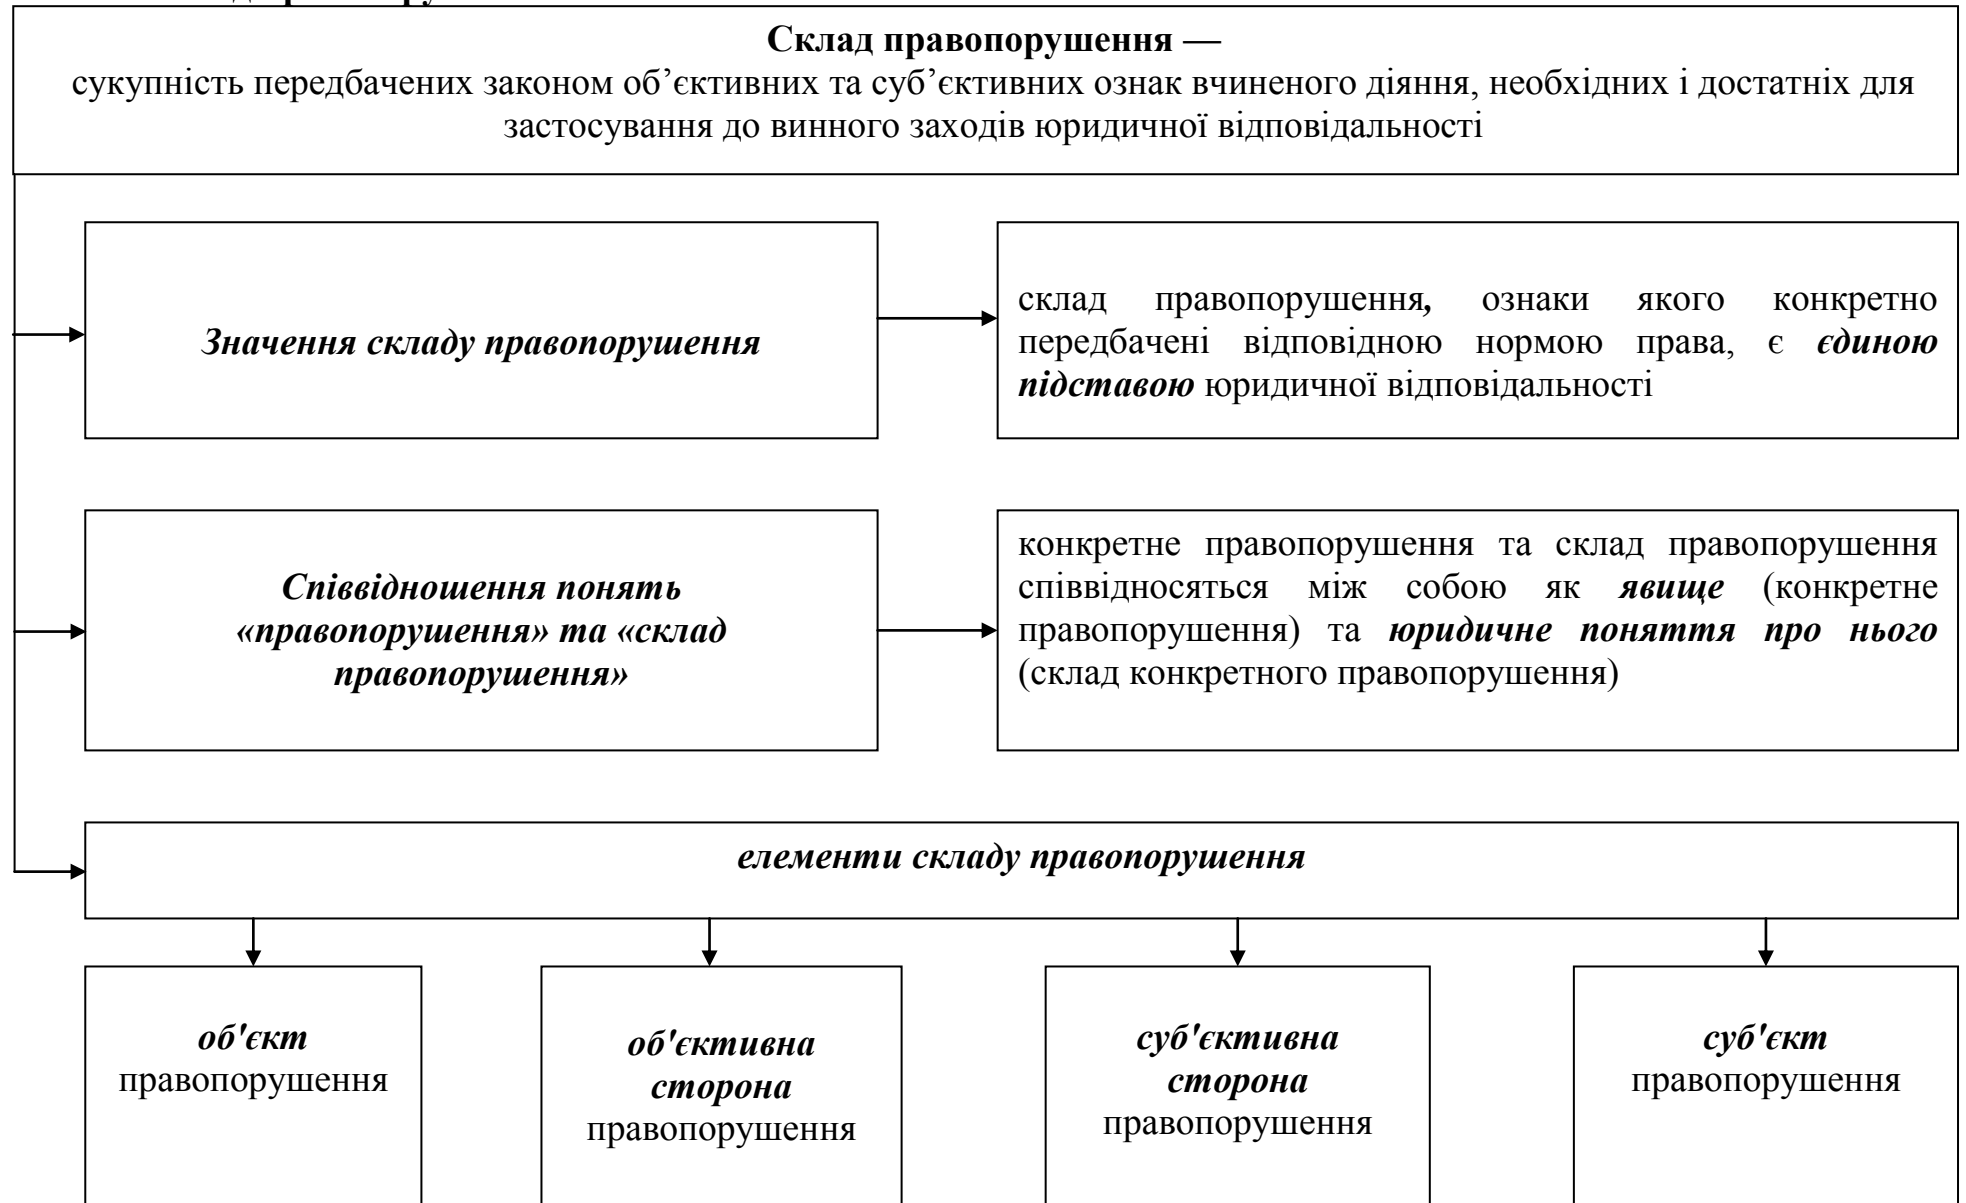 Склад правопорушення —
сукупність передбачених законом об’єктивних та суб’єктивних ознак вчиненого діяння, необхідних і достатніх для
застосування до винного заходів юридичної відповідальності
Значення складу правопорушення
склад правопорушення, ознаки якого конкретно
передбачені відповідною нормою права, є єдиною
підставою юридичної відповідальності
Співвідношення понять
«правопорушення» та «склад
правопорушення»
конкретне правопорушення та склад правопорушення
співвідносяться між собою як явище (конкретне
правопорушення) та юридичне поняття про нього
(склад конкретного правопорушення)
елементи складу правопорушення
об'єкт
правопорушення
об'єктивна
сторона
правопорушення
суб'єктивна
сторона
правопорушення
суб'єкт
правопорушення